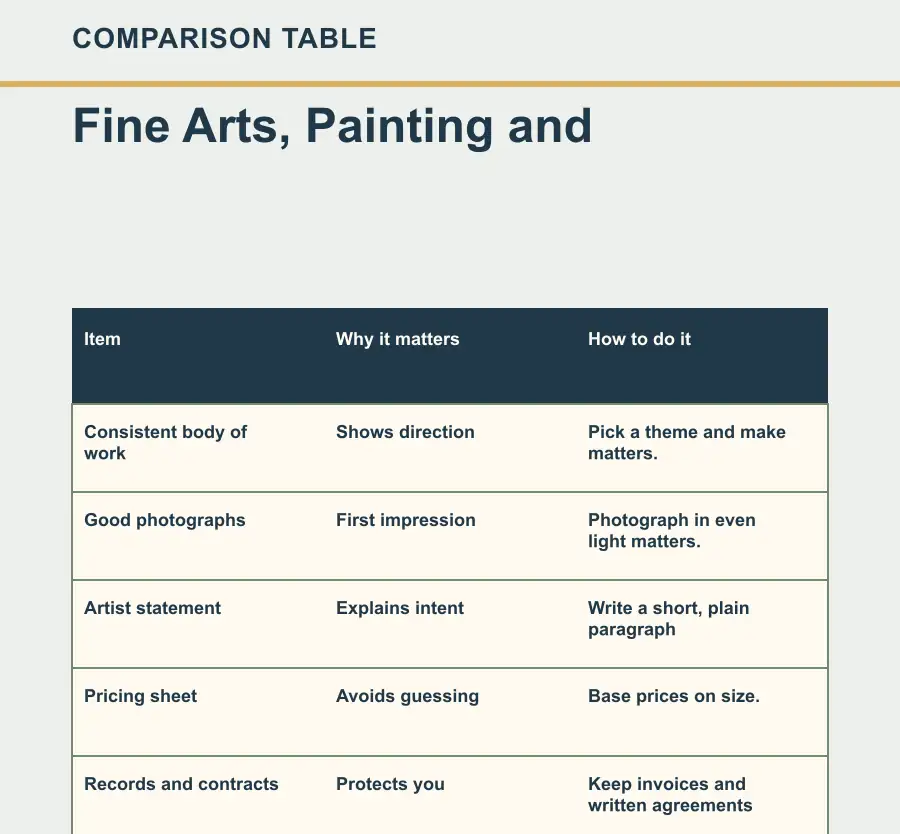 COMPARISON TABLE
Fine Arts, Painting and
Item Why it matters How to do it
Consistent body of Shows direction Pick a theme and make
work matters.
Good photographs First impression Photograph in even
light matters.
Artist statement Explains intent Write a short, plain
paragraph
Pricing sheet Avoids guessing Base prices on size.
Records and contracts Protects you Keep invoices and
written agreements